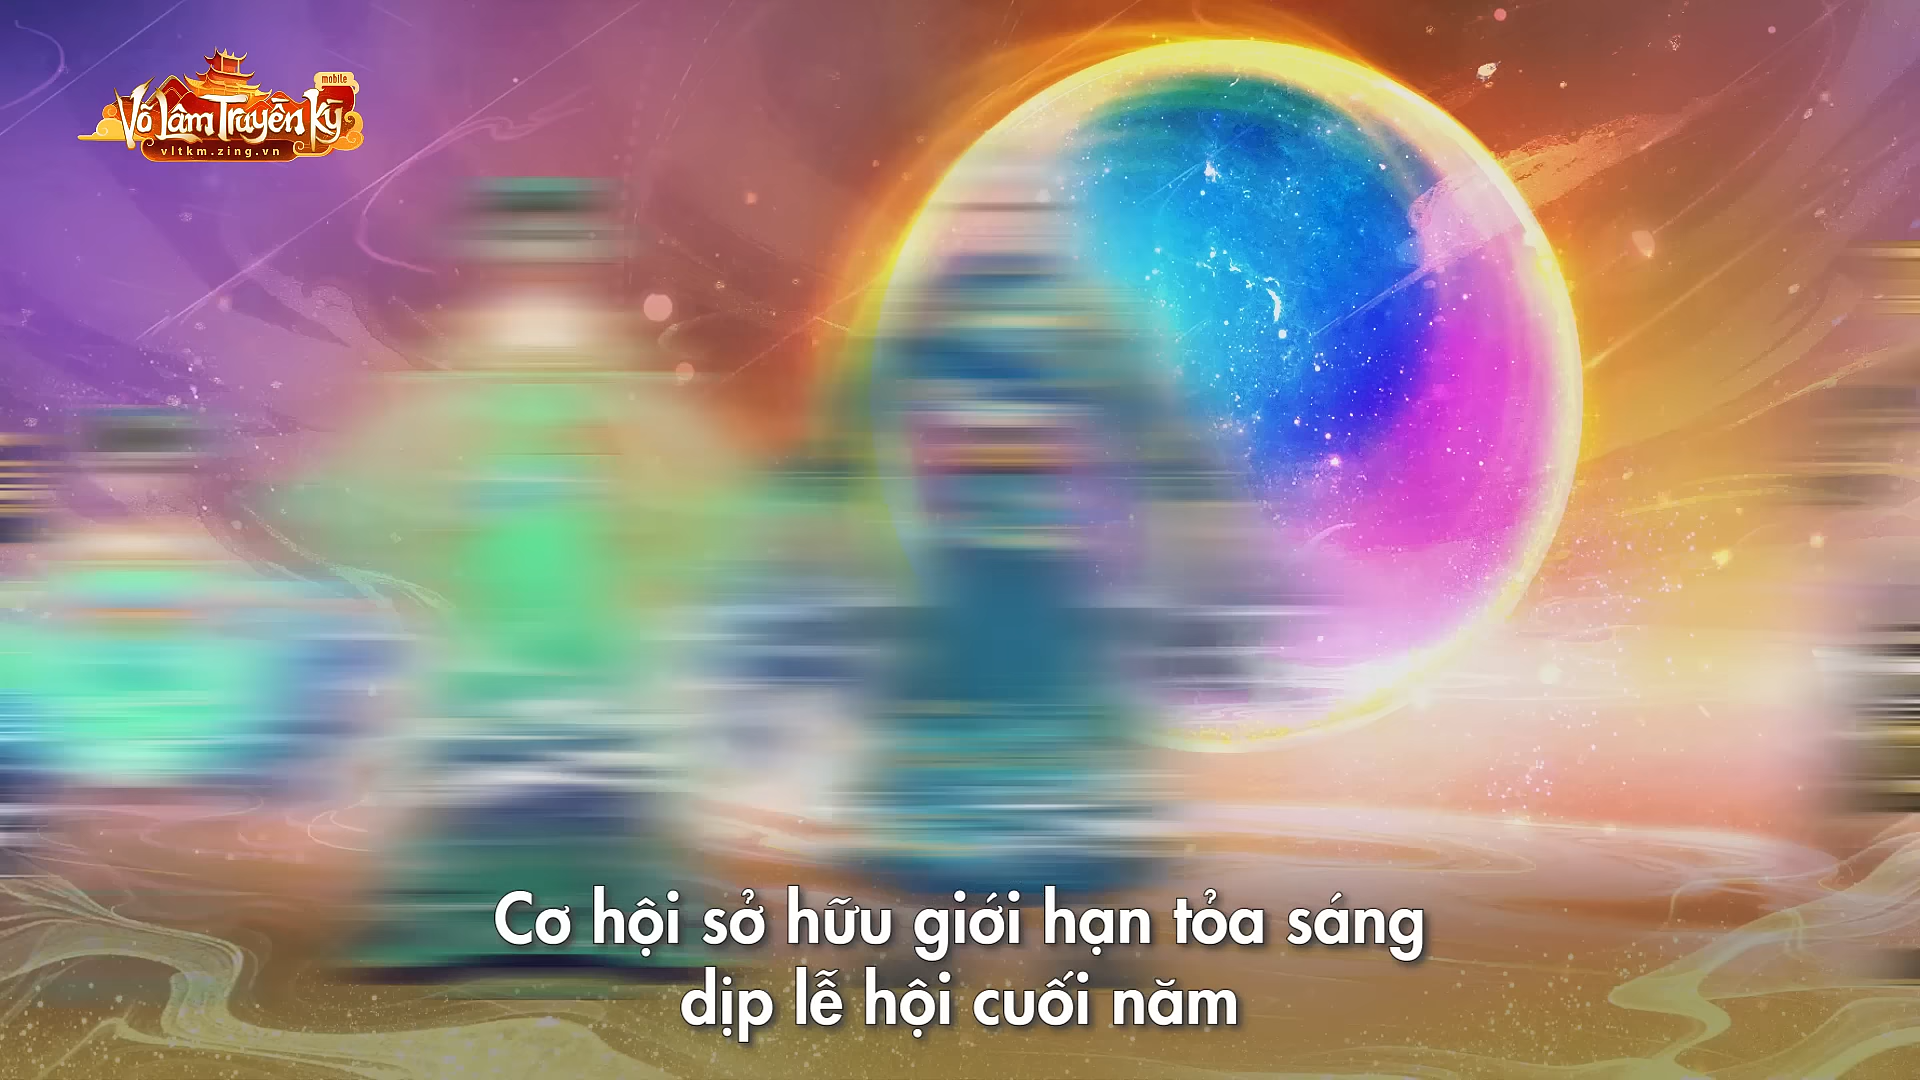 mobile
Võ Lâm Truyền Kỳ
vltkm.zing.vn
Cơ hội sở hữu giới hạn tỏa sáng
dịp lễ hội cuối năm